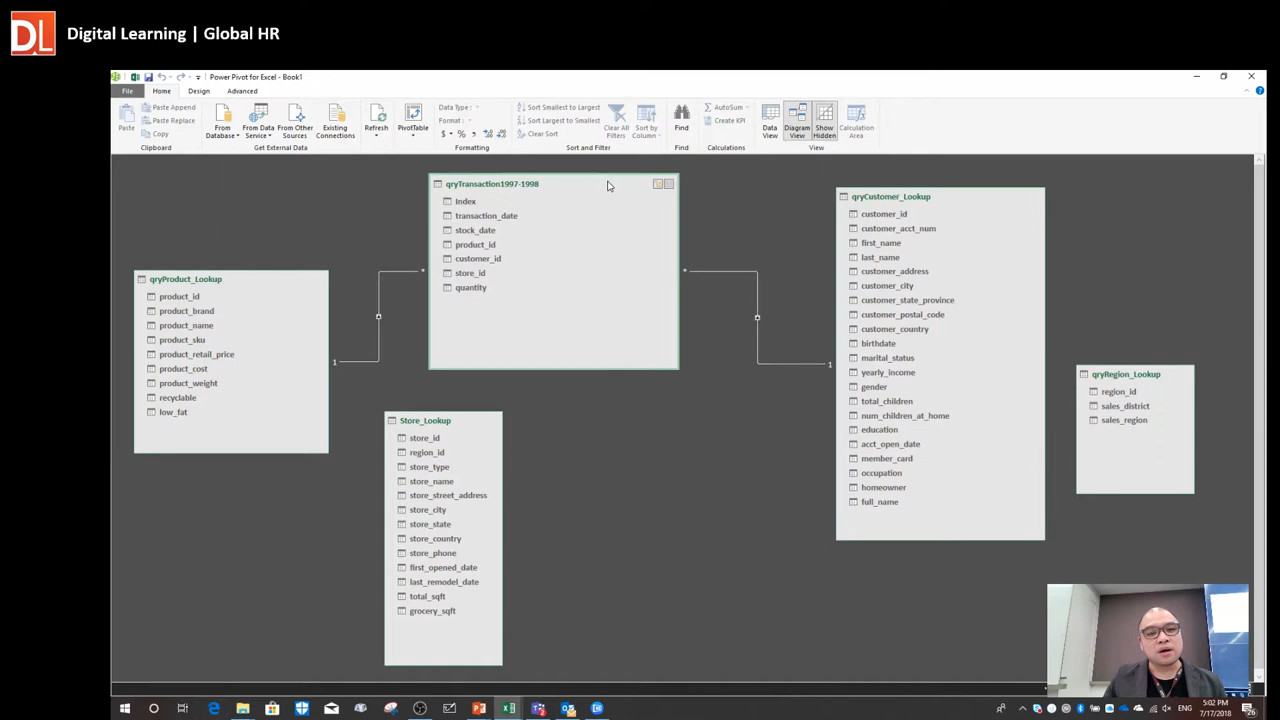 DL Digital Learning | Global HR
Power Pivot for Excel - Book1
File Home Design Advanced
Paste
Paste Append
Paste Replace
Copy
Clipboard
From Database
From Data Service
From Other Sources
Existing Connections
Get External Data
Refresh
PivotTable
Data Type :
Format :
$ % ,
Formatting
Sort Smallest to Largest
Sort Largest to Smallest
Clear Sort
Clear All Filters
Sort by Column
Sort and Filter
Find
Find
AutoSum
Create KPI
Calculations
Data View
Diagram View
Show Hidden
Calculation Area
View
qryTransaction1997-1998
Index
transaction_date
stock_date
product_id
customer_id
store_id
quantity
qryProduct_Lookup
product_id
product_brand
product_name
product_sku
product_retail_price
product_cost
product_weight
recyclable
low_fat
*
1
*
1
Store_Lookup
store_id
region_id
store_type
store_name
store_street_address
store_city
store_state
store_country
store_phone
first_opened_date
last_remodel_date
total_sqft
grocery_sqft
qryCustomer_Lookup
customer_id
customer_acct_num
first_name
last_name
customer_address
customer_city
customer_state_province
customer_postal_code
customer_country
birthdate
marital_status
yearly_income
gender
total_children
num_children_at_home
education
acct_open_date
member_card
occupation
homeowner
full_name
qryRegion_Lookup
region_id
sales_district
sales_region
ENG
5:02 PM
7/17/2018